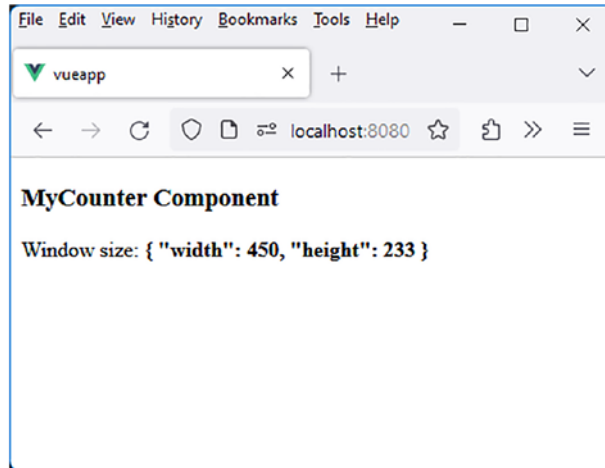 File Edit View History Bookmarks Tools Help
vueapp
localhost:8080
MyCounter Component
Window size: { "width": 450, "height": 233 }